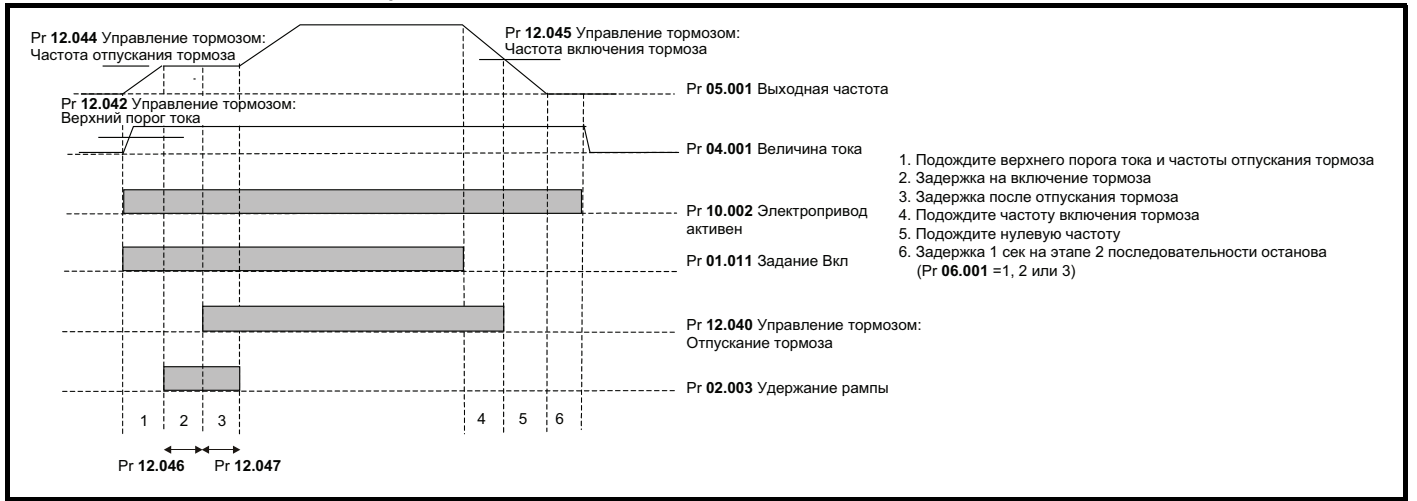 Pr 12.044 Управление тормозом:
Частота отпускания тормоза
Pr 12.045 Управление тормозом:
Частота включения тормоза
Pr 05.001 Выходная частота
Pr 12.042 Управление тормозом:
Верхний порог тока
Pr 04.001 Величина тока
Pr 10.002 Электропривод
активен
Pr 01.011 Задание Вкл
Pr 12.040 Управление тормозом:
Отпускание тормоза
Pr 02.003 Удержание рампы
1 2 3 4 5 6
Pr 12.046 Pr 12.047
1. Подождите верхнего порога тока и частоты отпускания тормоза
2. Задержка на включение тормоза
3. Задержка после отпускания тормоза
4. Подождите частоту включения тормоза
5. Подождите нулевую частоту
6. Задержка 1 сек на этапе 2 последовательности останова
(Pr 06.001 =1, 2 или 3)